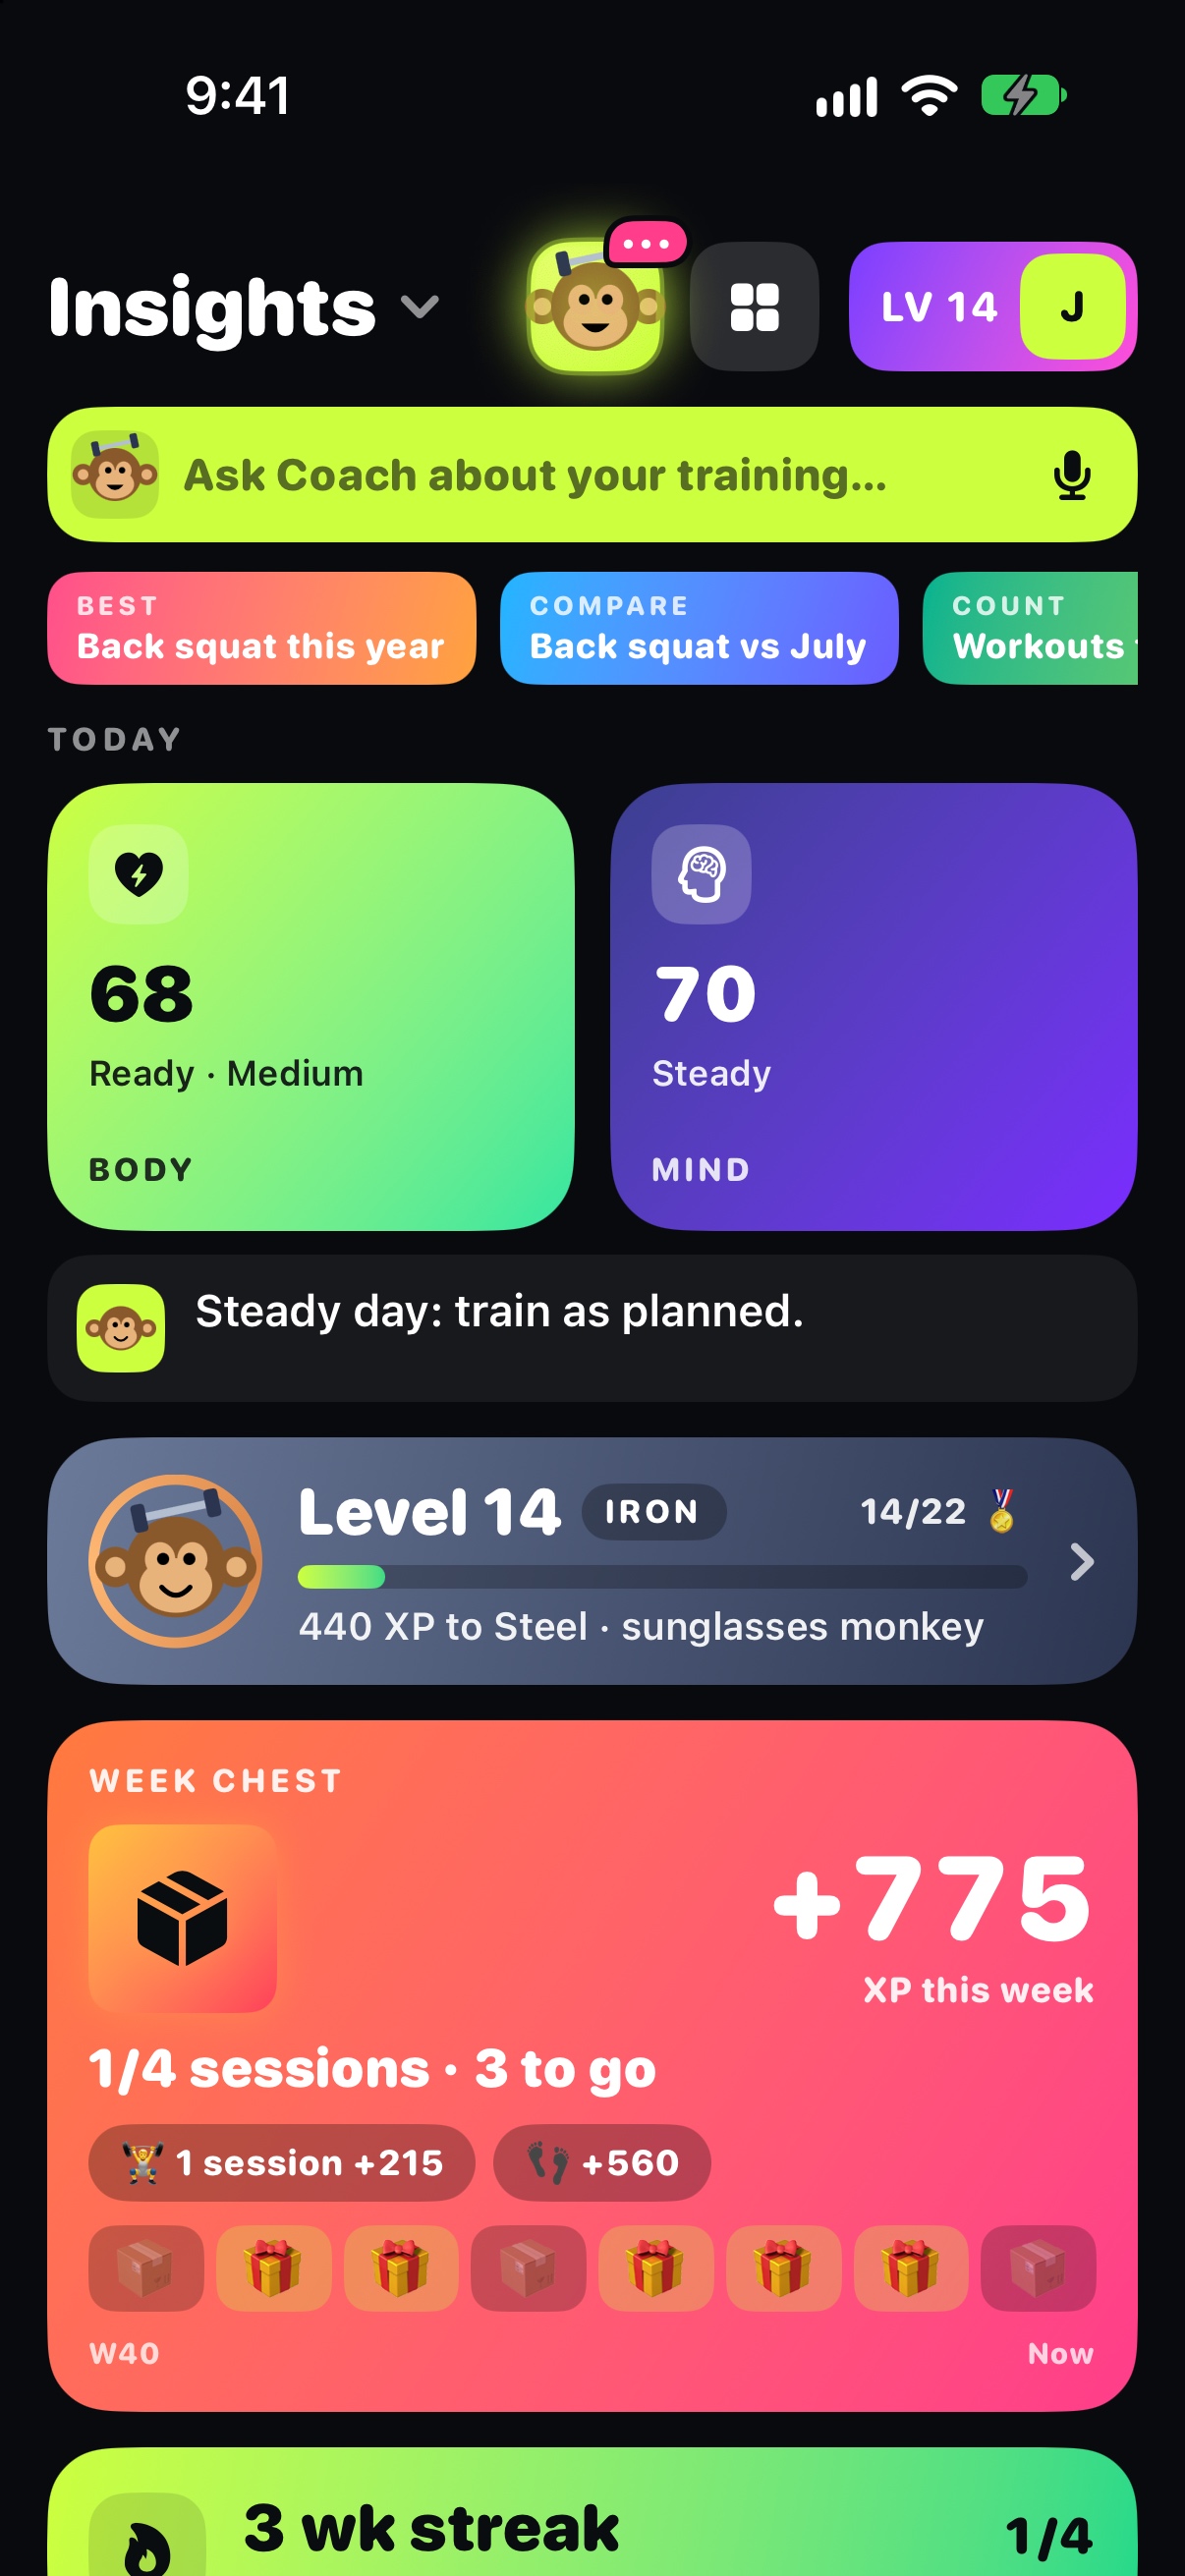 9:41
Insights
LV 14
J
Ask Coach about your training...
BEST
Back squat this year
COMPARE
Back squat vs July
COUNT
Workouts
TODAY
68
Ready · Medium
BODY
70
Steady
MIND
Steady day: train as planned.
Level 14
IRON
14/22
440 XP to Steel · sunglasses monkey
WEEK CHEST
+775
XP this week
1/4 sessions · 3 to go
1 session +215
+560
W40
Now
3 wk streak
1/4